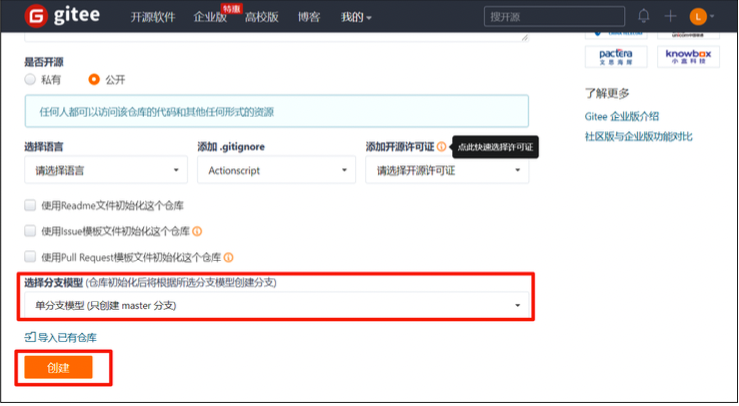 gitee 开源软件 企业版 特惠 高校版 博客 我的 搜开源 L
是否开源
私有 公开
任何人都可以访问该仓库的代码和其他任何形式的资源
选择语言 添加 .gitignore 添加开源许可证 点此快速选择许可证
请选择语言 Actionscript 请选择开源许可证
使用Readme文件初始化这个仓库
使用Issue模板文件初始化这个仓库
使用Pull Request模板文件初始化这个仓库
选择分支模型 (仓库初始化后将根据所选分支模型创建分支)
单分支模型 (只创建 master 分支)
导入已有仓库
创建
pactera knowbox
文思海辉 小盒科技
了解更多
Gitee 企业版介绍
社区版与企业版功能对比